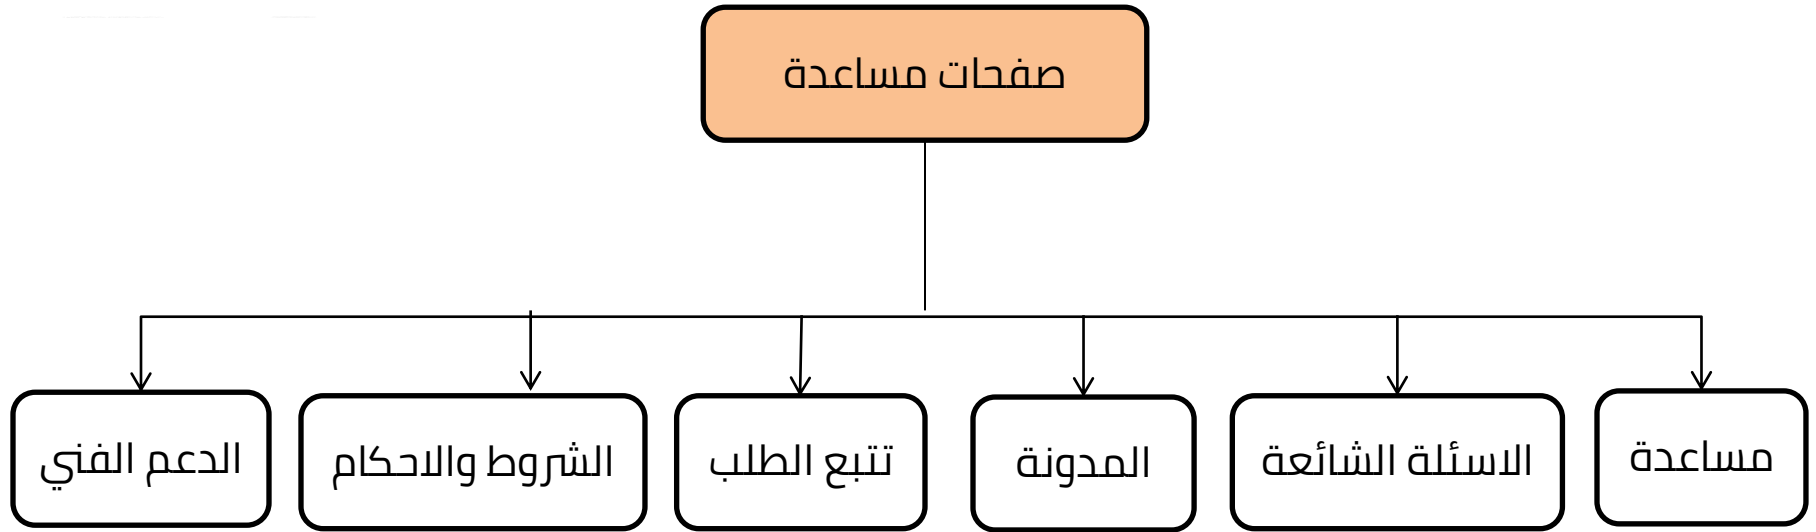 صفحات مساعدة
مساعدة
الاسئلة الشائعة
المدونة
تتبع الطلب
الشروط والاحكام
الدعم الفني